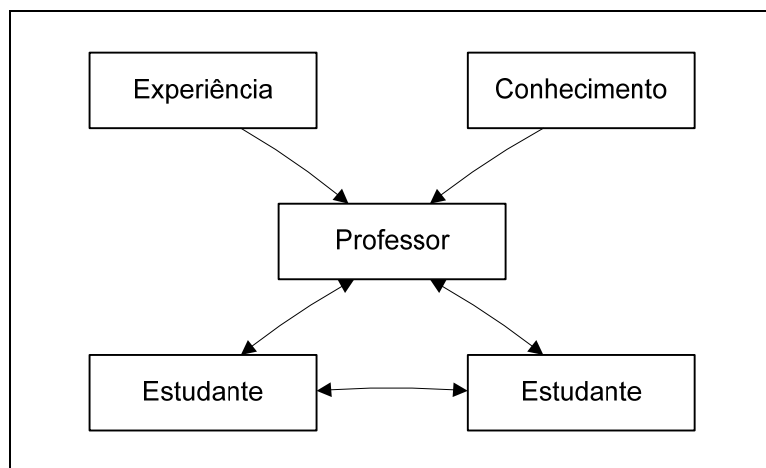 Experiência
Conhecimento
Professor
Estudante
Estudante